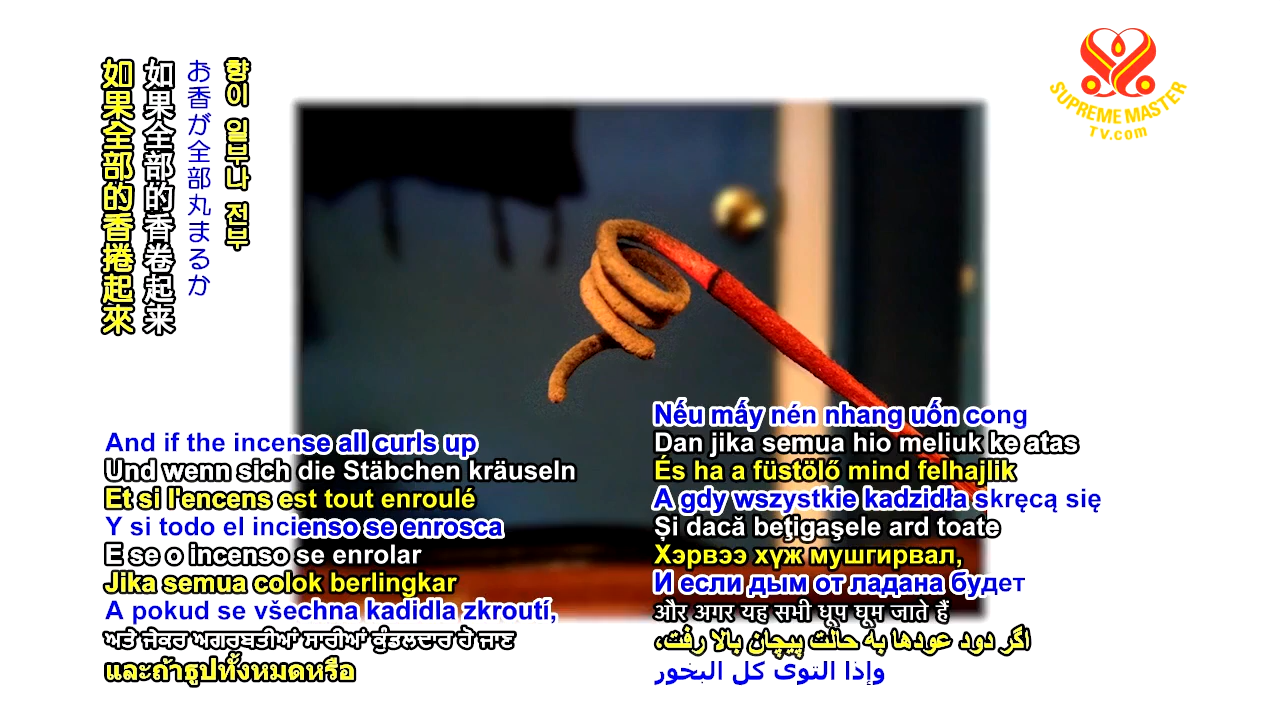 SUPREME MASTER
TV.com
향이 일부나 전부
お香が全部丸まるか
如果全部的香卷起来
如果全部的香捲起來
And if the incense all curls up
Und wenn sich die Stäbchen kräuseln
Et si l'encens est tout enroulé
Y si todo el incienso se enrosca
E se o incenso se enrolar
Jika semua colok berlingkar
A pokud se všechna kadidla zkroutí,
ਅਤੇ ਜੇਕਰ ਅਗਰਬਤੀਆਂ ਸਾਰੀਆਂ ਕੁੰਡਲਦਾਰ ਹੋ ਜਾਣ
และถ้าธูปทั้งหมดหรือ
Nếu mấy nén nhang uốn cong
Dan jika semua hio meliuk ke atas
És ha a füstölő mind felhajlik
A gdy wszystkie kadzidła skręcą się
Și dacă beţigaşele ard toate
Хэрвээ хүж мушгирвал,
И если дым от ладана будет
और अगर यह सभी धूप घूम जाते हैं
اگر دود عودها به حالت پیچان بالا رفت،
وإذا التوى كل البخور